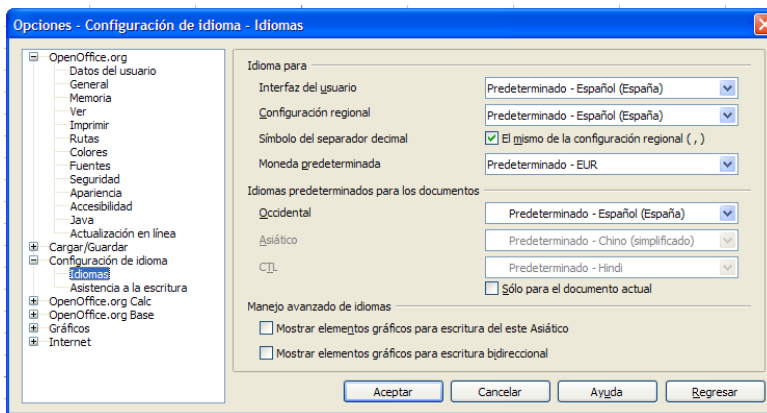 Opciones - Configuración de idioma - Idiomas
OpenOffice.org
Datos del usuario
General
Memoria
Ver
Imprimir
Rutas
Colores
Fuentes
Seguridad
Apariencia
Accesibilidad
Java
Actualización en línea
Cargar/Guardar
Configuración de idioma
Idiomas
Asistencia a la escritura
OpenOffice.org Calc
OpenOffice.org Base
Gráficos
Internet
Idioma para
Interfaz del usuario Predeterminado - Español (España)
Configuración regional Predeterminado - Español (España)
Símbolo del separador decimal El mismo de la configuración regional ( , )
Moneda predeterminada Predeterminado - EUR
Idiomas predeterminados para los documentos
Occidental Predeterminado - Español (España)
Asiático Predeterminado - Chino (simplificado)
CTL Predeterminado - Hindi
Sólo para el documento actual
Manejo avanzado de idiomas
Mostrar elementos gráficos para escritura del este Asiático
Mostrar elementos gráficos para escritura bidireccional
Aceptar Cancelar Ayuda Regresar